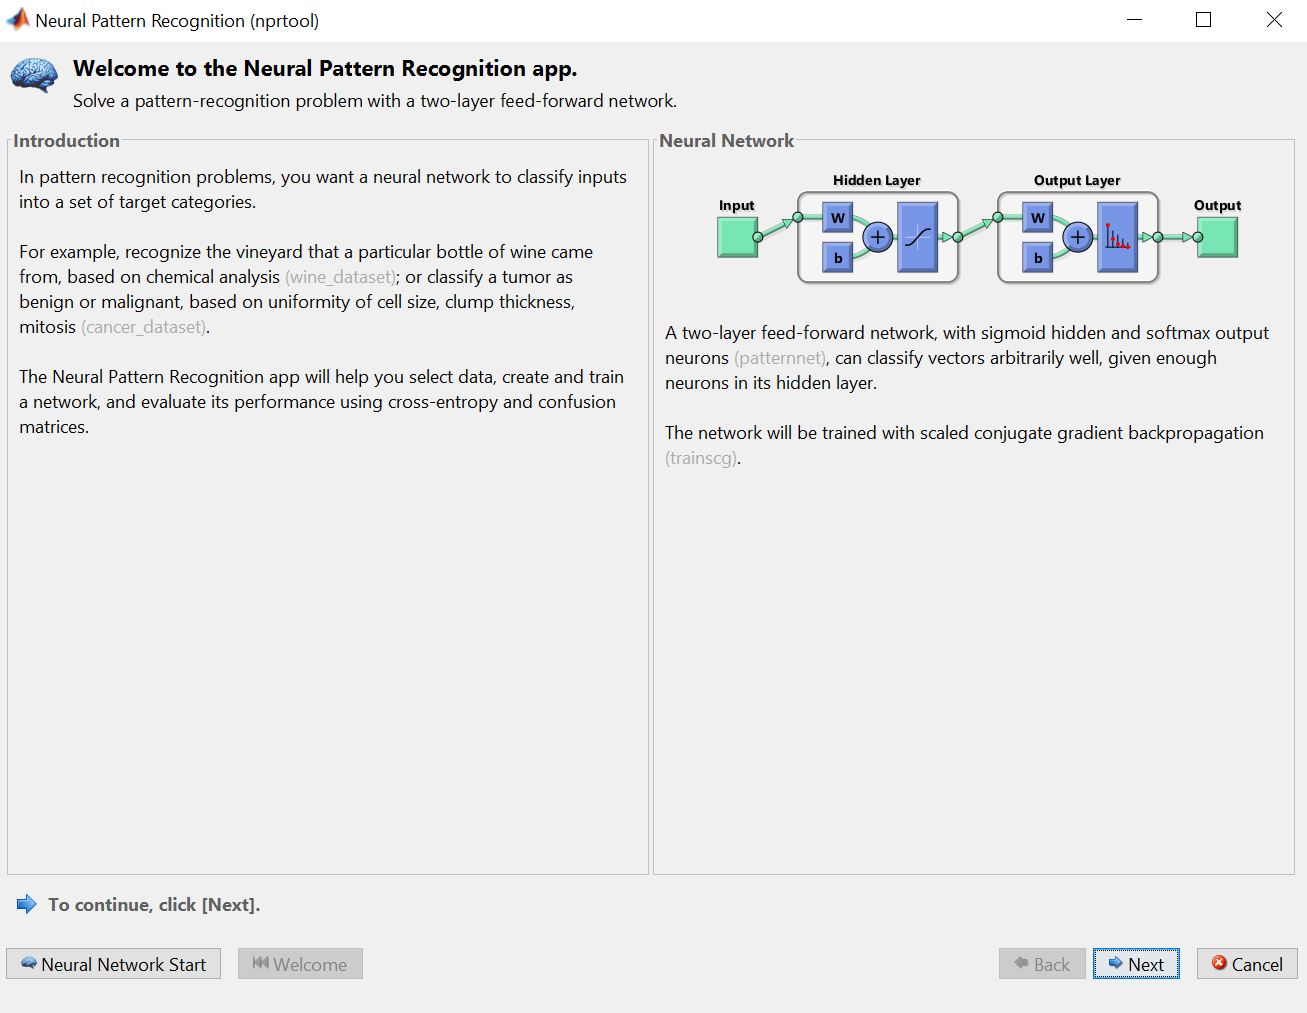 Neural Pattern Recognition (nprtool)
Welcome to the Neural Pattern Recognition app.
Solve a pattern-recognition problem with a two-layer feed-forward network.
Introduction
In pattern recognition problems, you want a neural network to classify inputs
into a set of target categories.
For example, recognize the vineyard that a particular bottle of wine came
from, based on chemical analysis (wine_dataset); or classify a tumor as
benign or malignant, based on uniformity of cell size, clump thickness,
mitosis (cancer_dataset).
The Neural Pattern Recognition app will help you select data, create and train
a network, and evaluate its performance using cross-entropy and confusion
matrices.
Neural Network
Hidden Layer
Output Layer
Input
Output
W
b
+
W
b
+
A two-layer feed-forward network, with sigmoid hidden and softmax output
neurons (patternnet), can classify vectors arbitrarily well, given enough
neurons in its hidden layer.
The network will be trained with scaled conjugate gradient backpropagation
(trainscg).
To continue, click [Next].
Neural Network Start
Welcome
Back
Next
Cancel